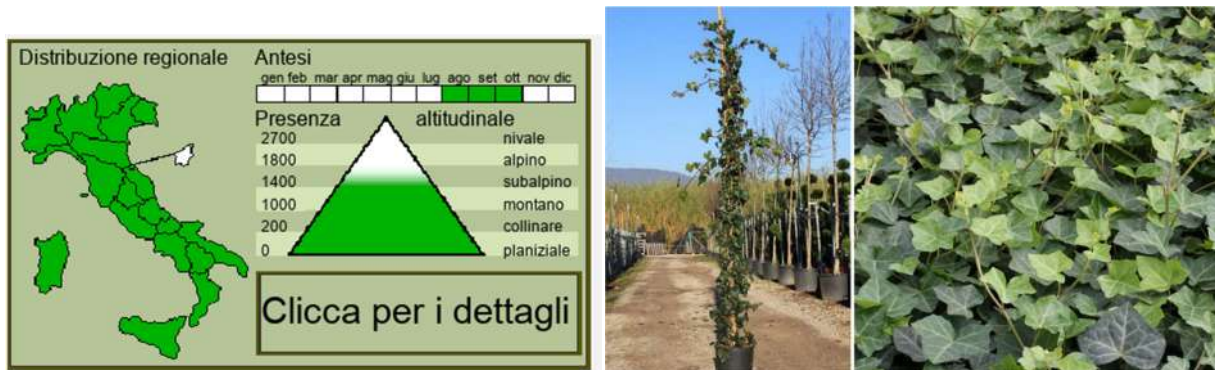 Distribuzione regionale
Antesi
gen feb mar apr mag giu lug ago set ott nov dic
Presenza altitudinale
2700 nivale
1800 alpino
1400 subalpino
1000 montano
200 collinare
0 planiziale
Clicca per i dettagli